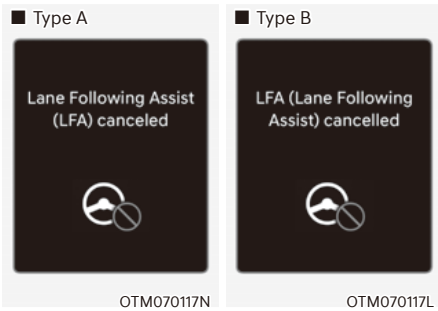 ■ Type A
Lane Following Assist
(LFA) canceled
OTM070117N
■ Type B
LFA (Lane Following
Assist) cancelled
OTM070117L